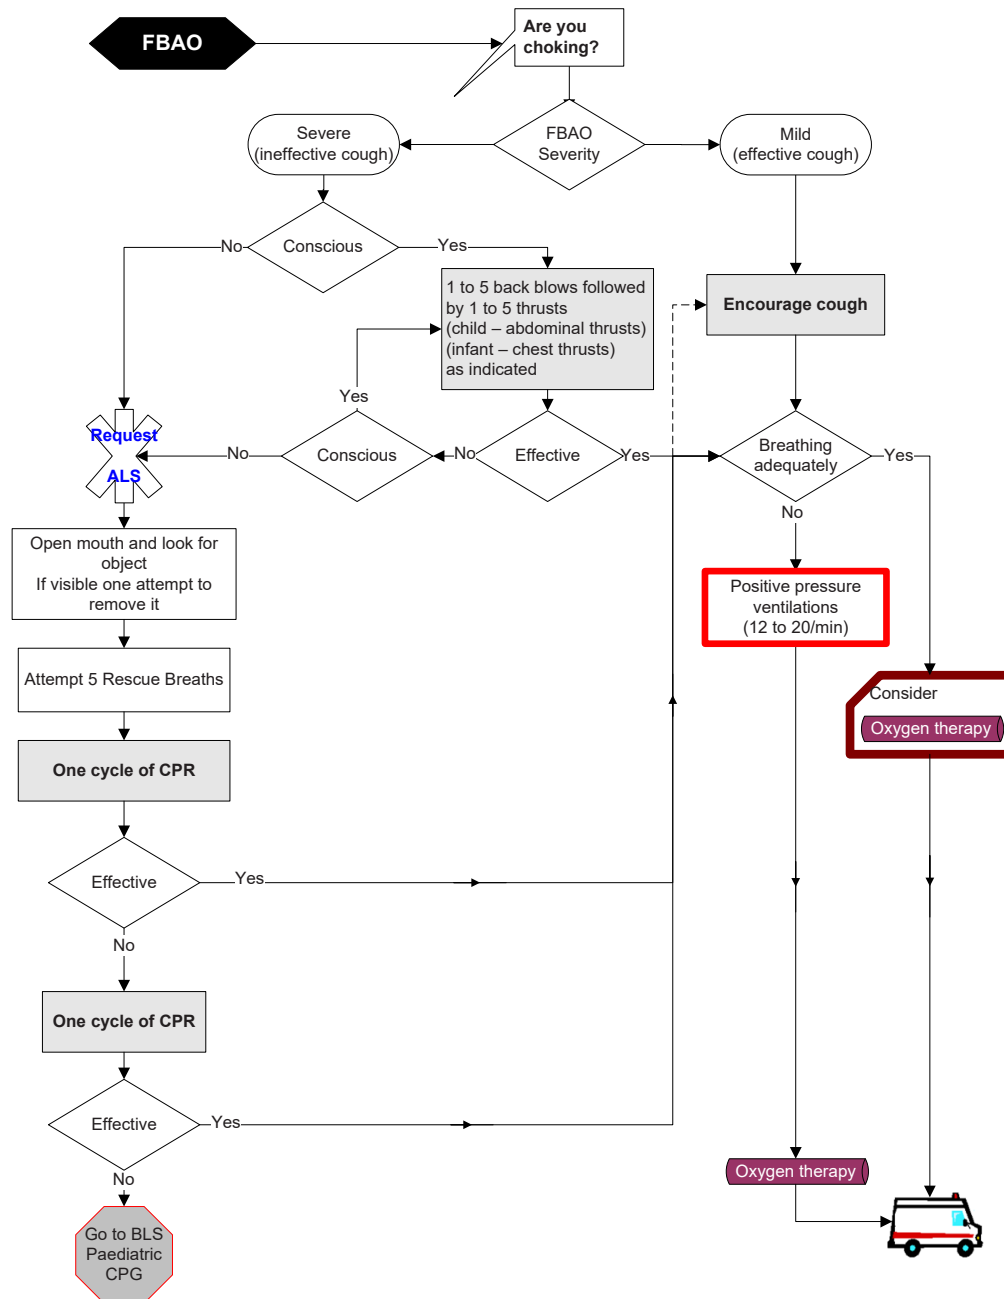 FBAO
Are you
choking?
Severe
(ineffective cough)
FBAO
Severity
Mild
(effective cough)
No
Conscious
Yes
1 to 5 back blows followed
by 1 to 5 thrusts
(child – abdominal thrusts)
(infant – chest thrusts)
as indicated
Encourage cough
Yes
Request
ALS
No
Conscious
No
Effective
Yes
Breathing
adequately
Yes
No
Open mouth and look for
object
If visible one attempt to
remove it
Positive pressure
ventilations
(12 to 20/min)
Attempt 5 Rescue Breaths
Consider
Oxygen therapy
One cycle of CPR
Effective
Yes
No
One cycle of CPR
Effective
Yes
No
Oxygen therapy
Go to BLS
Paediatric
CPG